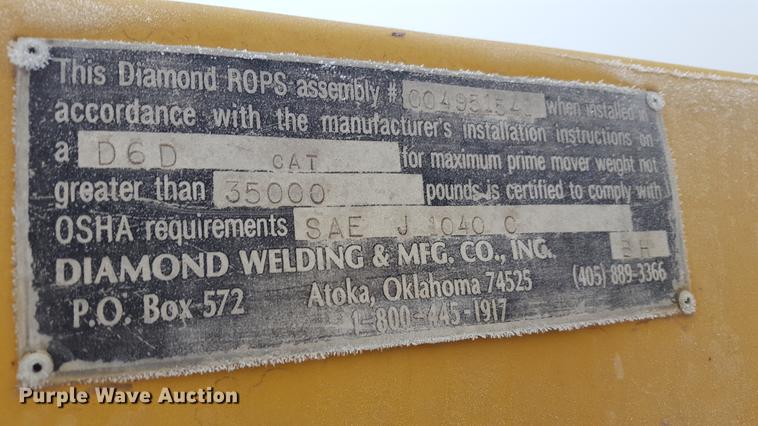 This Diamond ROPS assembly # 004951541 when installed in
accordance with the manufacturer's installation instructions on
a D6D CAT for maximum prime mover weight not
greater than 35000 pounds is certified to comply with
OSHA requirements SAE J 1040 C
DIAMOND WELDING & MFG. CO., INC. BH
P.O. Box 572 Atoka, Oklahoma 74525 (405) 889-3366
1-800-445-1917
Purple Wave Auction